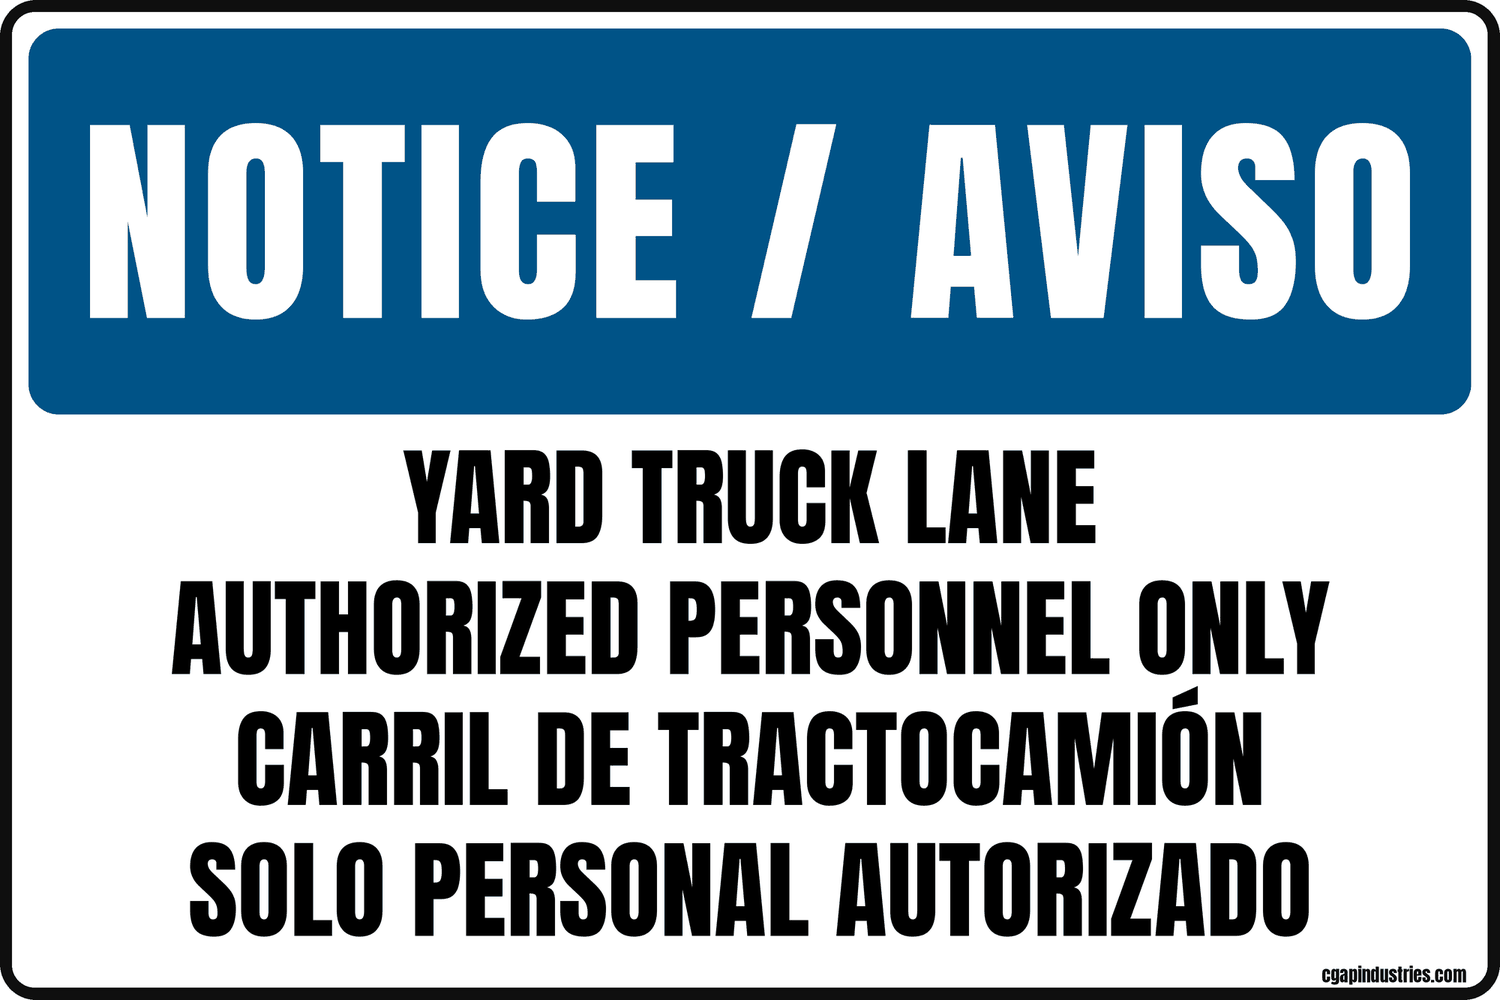 NOTICE / AVISO
YARD TRUCK LANE
AUTHORIZED PERSONNEL ONLY
CARRIL DE TRACTOCAMIÓN
SOLO PERSONAL AUTORIZADO
cgapindustries.com